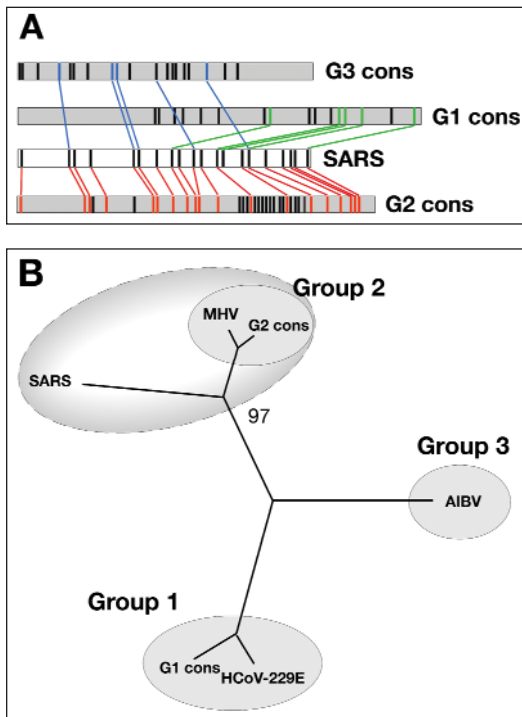 A
G3 cons
G1 cons
SARS
G2 cons
B
Group 2
MHV
G2 cons
SARS
97
Group 3
AIBV
Group 1
G1 cons
HCoV-229E